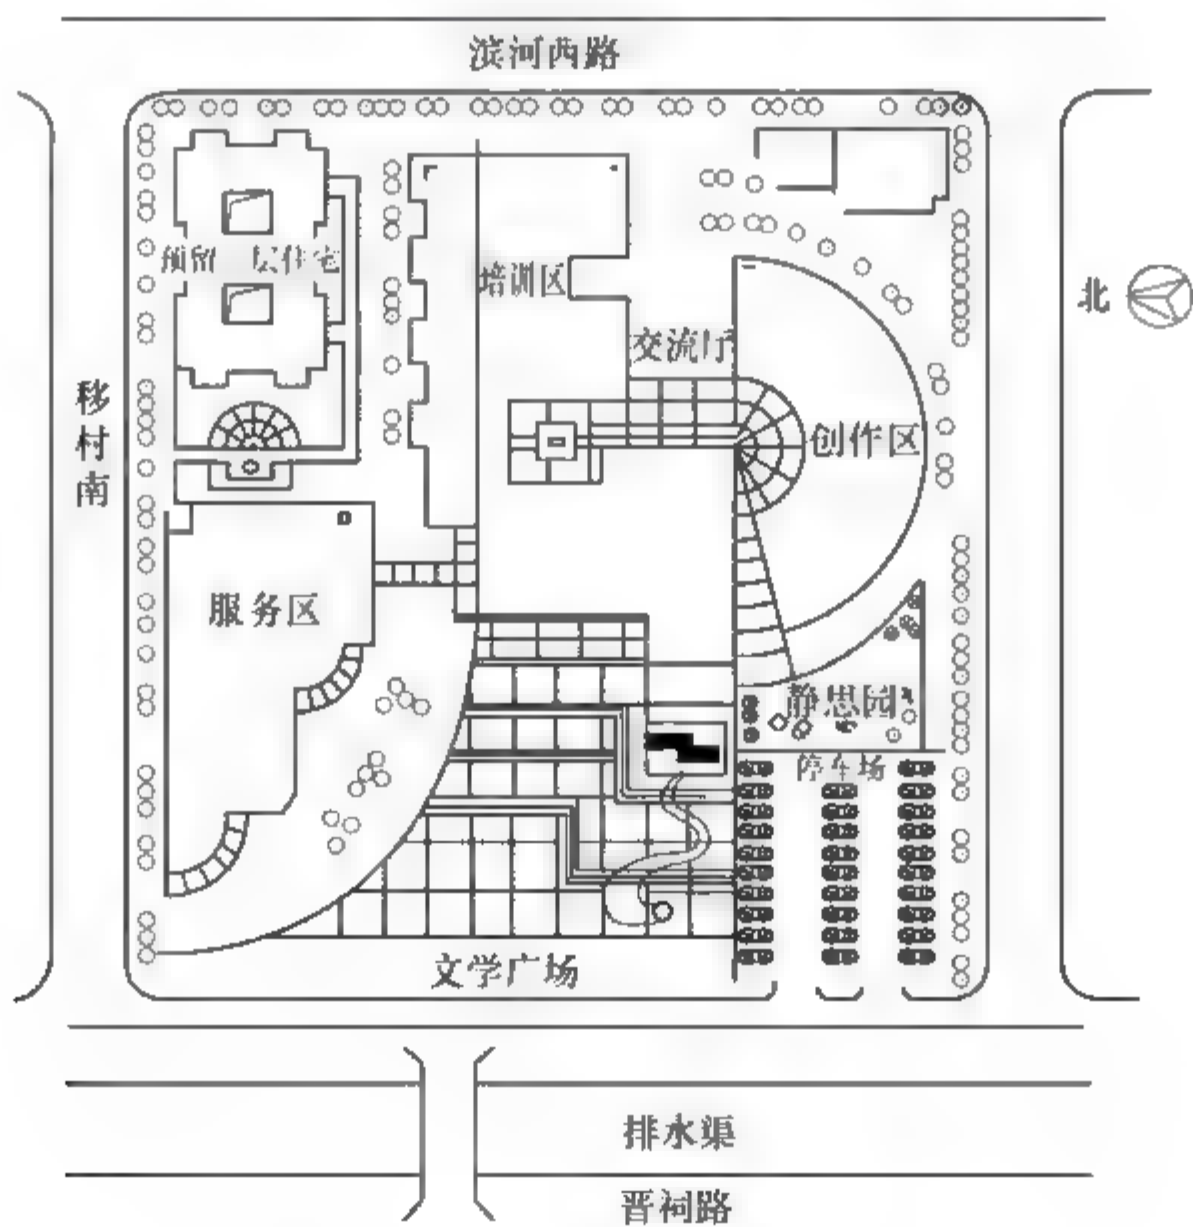 滨河西路
预留 层住宅
培训区
北
交流厅
移村南
创作区
服务区
静思园
停车场
文学广场
排水渠
晋祠路